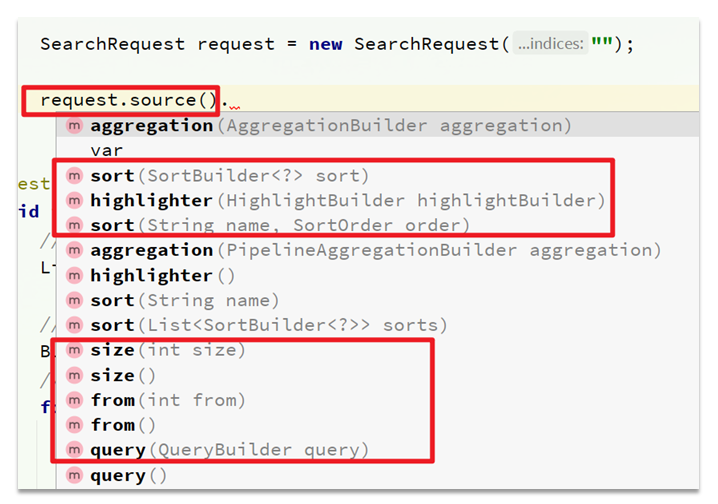 SearchRequest request = new SearchRequest( ...indices: "");
request.source().
m aggregation(AggregationBuilder aggregation)
var
m sort(SortBuilder<?> sort)
est
m highlighter(HighlightBuilder highlightBuilder)
id
m sort(String name, SortOrder order)
//
m aggregation(PipelineAggregationBuilder aggregation)
Li
m highlighter()
m sort(String name)
//
m sort(List<SortBuilder<?>> sorts)
m size(int size)
m size()
m from(int from)
m from()
m query(QueryBuilder query)
m query()